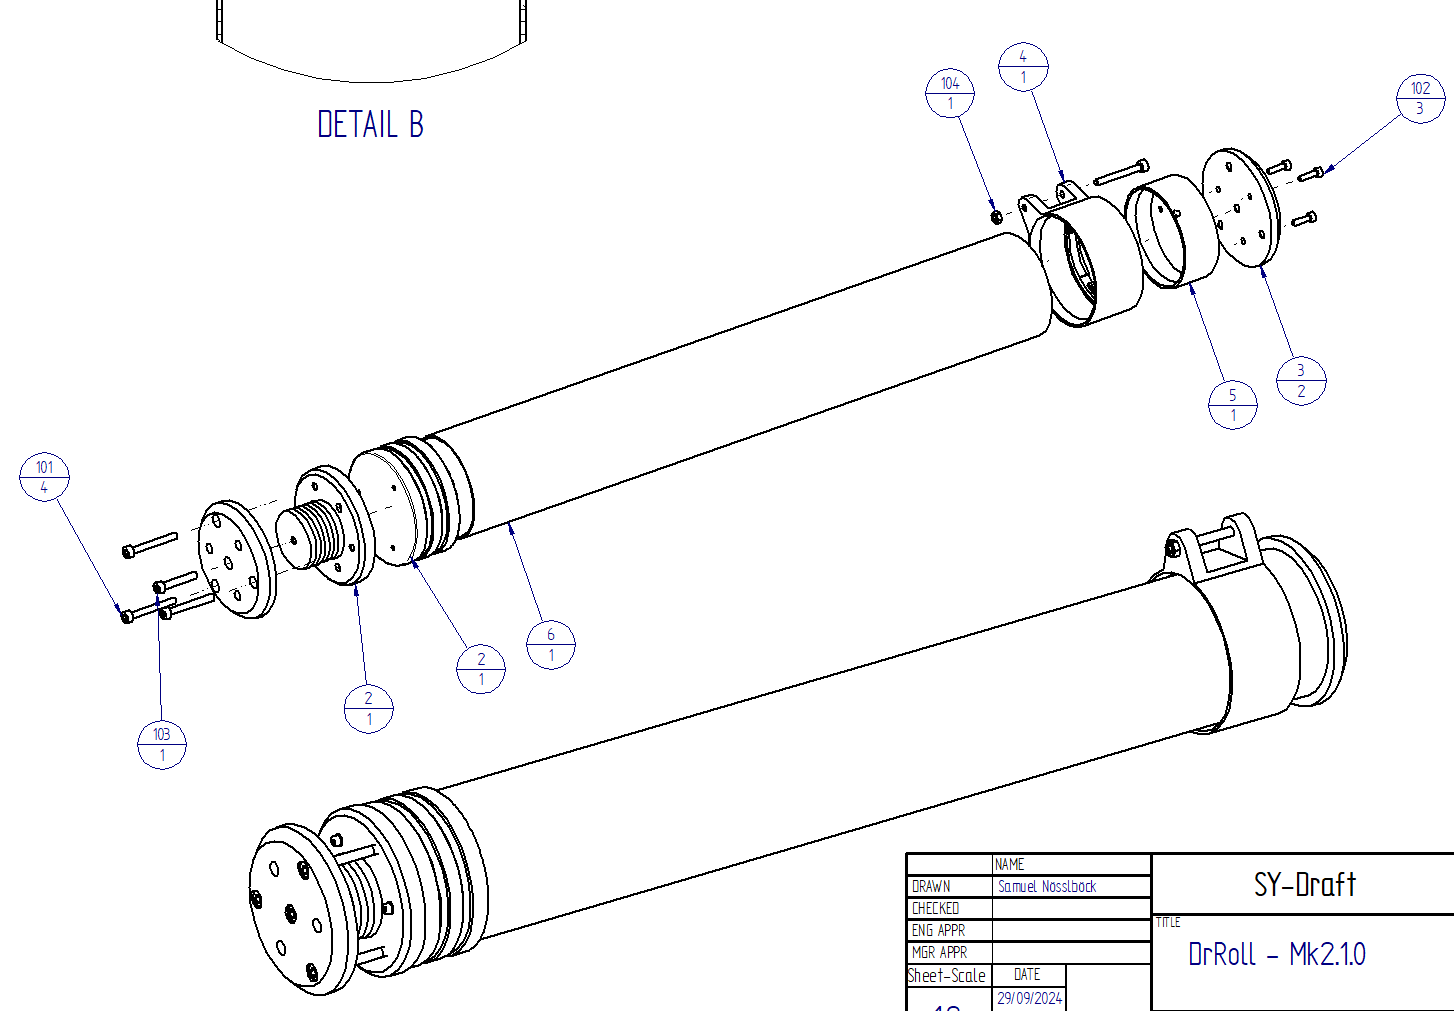 DETAIL B
104
1
4
1
102
3
3
2
5
1
101
4
6
1
2
1
2
1
103
1
NAME
DRAWN Samuel Nösslböck
CHECKED
ENG APPR
MGR APPR
Sheet-Scale DATE
29/09/2024
SY-Draft
TITLE
DrRoll - Mk2.1.0